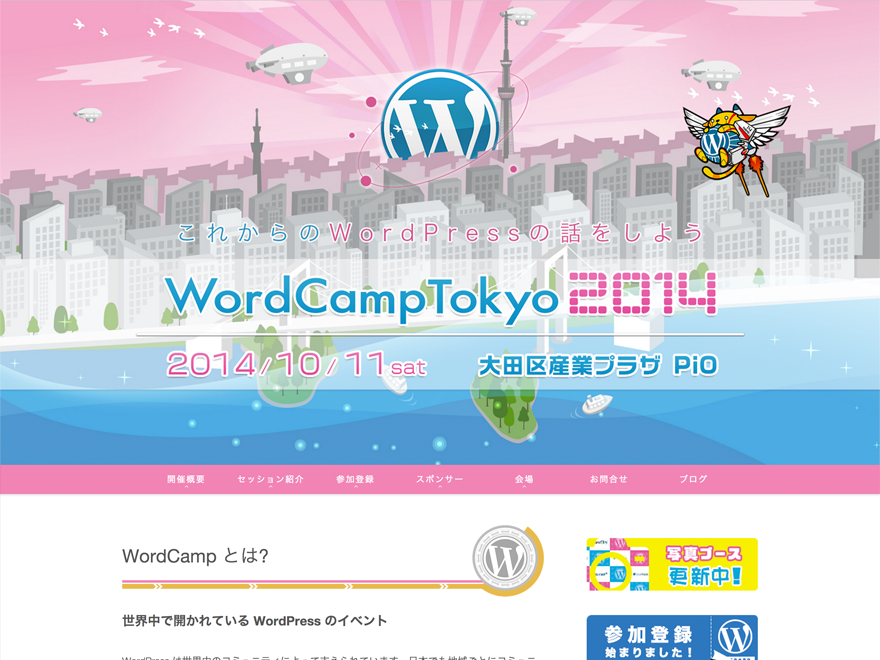 これからのWordPressの話をしよう
WordCampTokyo2014
2014/10/11sat 大田区産業プラザ PiO
開催概要 セッション紹介 参加登録 スポンサー 会場 お問合せ ブログ
WordCamp とは?
写真ブース
更新中!
世界中で開かれている WordPress のイベント
参加登録
始まりました!